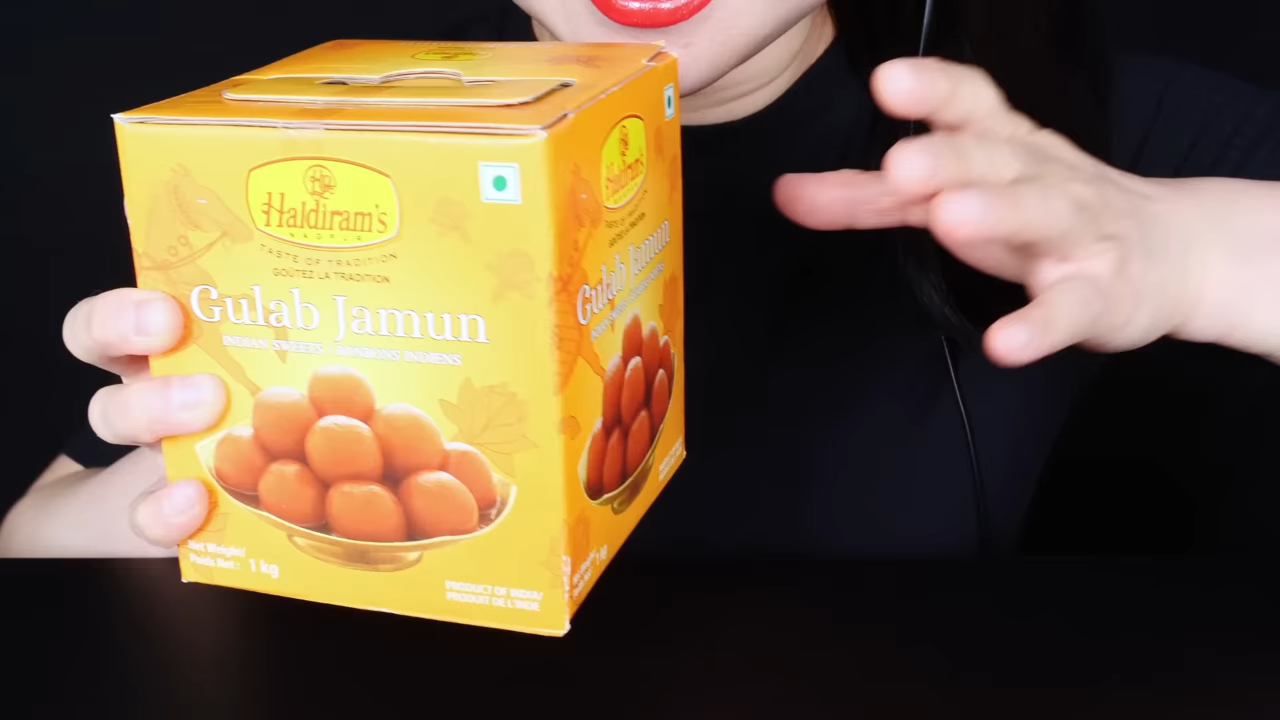 Haldiram's
NAGPUR
TASTE OF TRADITION
GOÛTEZ LA TRADITION
Gulab Jamun
INDIAN SWEETS / BONBONS INDIENS
Net Weight/
Poids Net : 1 kg
PRODUCT OF INDIA/
PRODUIT DE L'INDE
Haldiram's
Gulab Jamun